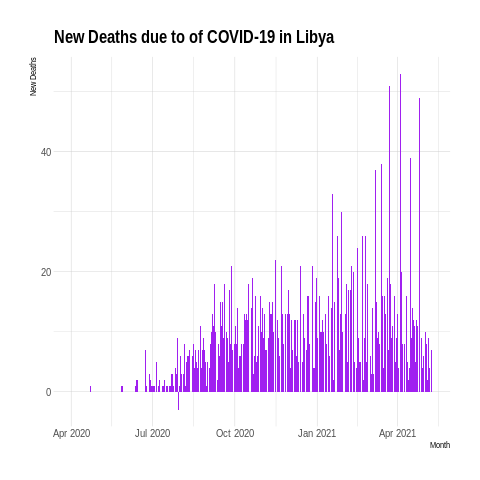 New Deaths due to of COVID-19 in Libya
New Deaths
40
20
0
Apr 2020 Jul 2020 Oct 2020 Jan 2021 Apr 2021
Month